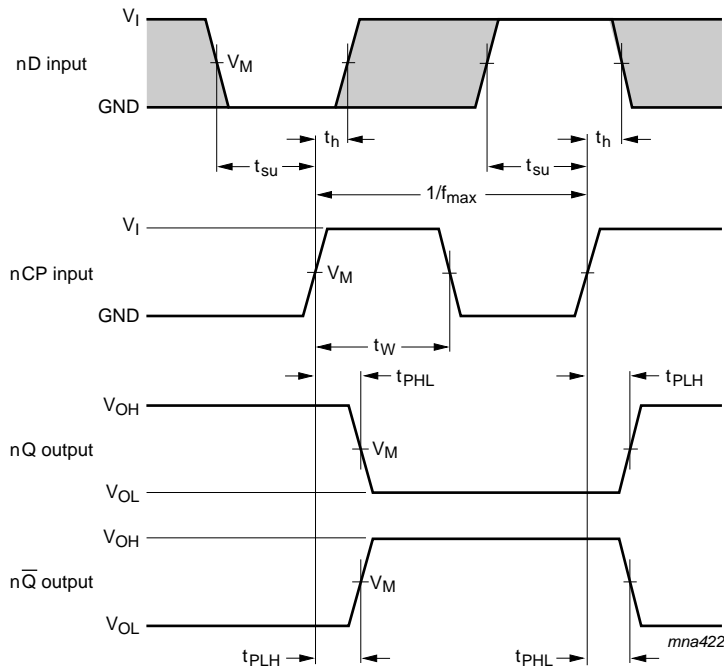 V_I
nD input
V_M
GND
t_h
t_h
t_su
t_su
1/f_max
V_I
nCP input
V_M
GND
t_W
t_PHL
t_PLH
V_OH
nQ output
V_M
V_OL
V_OH
nQ̅ output
V_M
V_OL
t_PLH
t_PHL
mna422